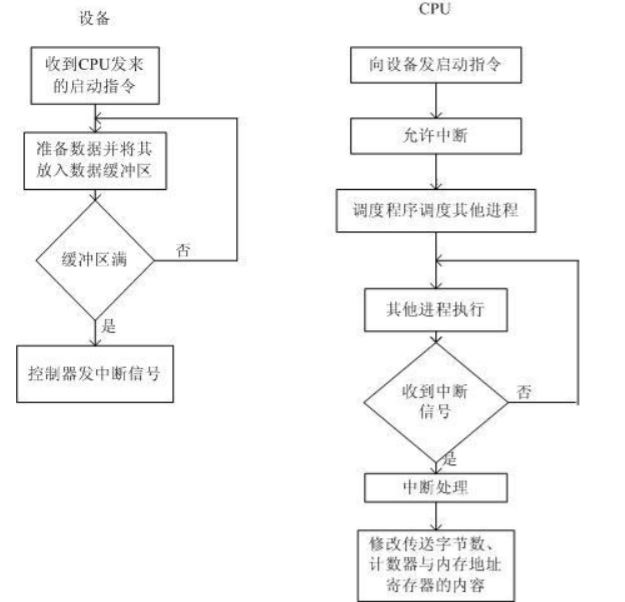 设备
收到CPU发来
的启动指令
准备数据并将其
放入数据缓冲区
缓冲区满
否
是
控制器发中断信号
CPU
向设备发启动指令
允许中断
调度程序调度其他进程
其他进程执行
收到中断
信号
否
是
中断处理
修改传送字节数、
计数器与内存地址
寄存器的内容